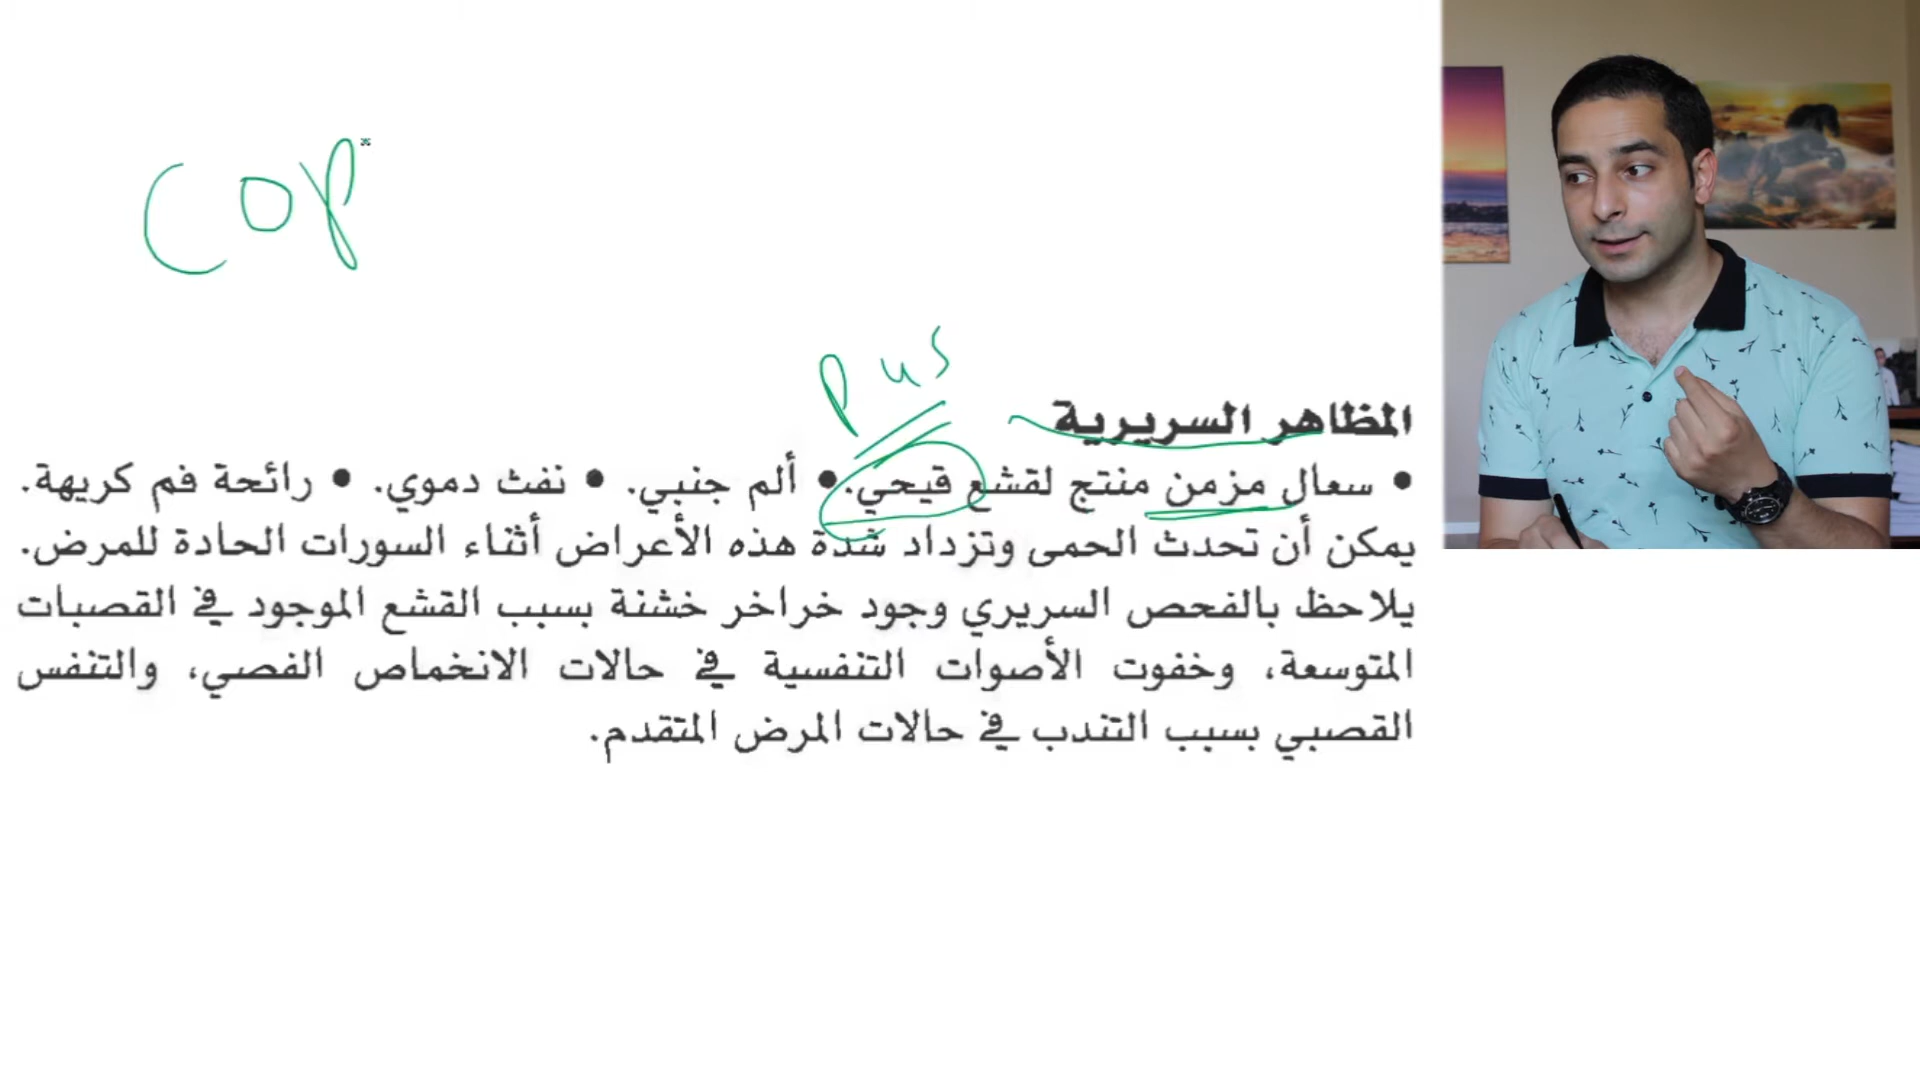 cop
pus
المظاهر السريرية
• سعال مزمن منتج لقشع قيحي. • ألم جنبي. • نفث دموي. • رائحة فم كريهة.
يمكن أن تحدث الحمى وتزداد شدة هذه الأعراض أثناء السورات الحادة للمرض.
يلاحظ بالفحص السريري وجود خراخر خشنة بسبب القشع الموجود في القصبات
المتوسعة، وخفوت الأصوات التنفسية في حالات الانخماص الفصي، والتنفس
القصبي بسبب التندب في حالات المرض المتقدم.